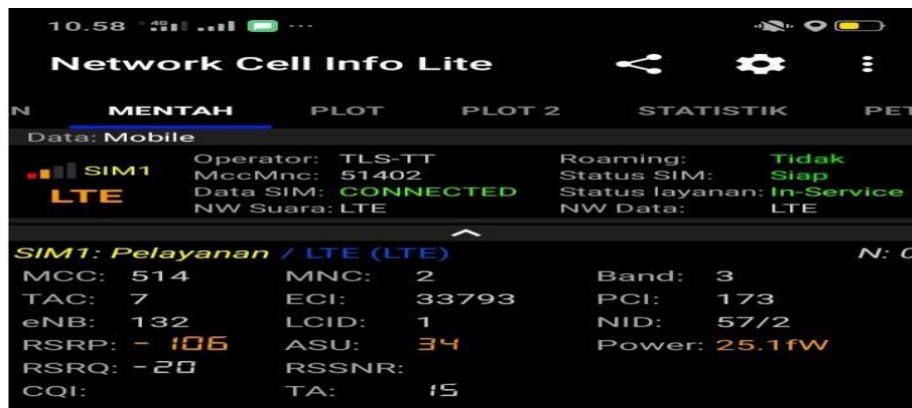 10.58 ...
Network Cell Info Lite
N MENTAH PLOT PLOT 2 STATISTIK PET
Data: Mobile
SIM1 Operator: TLS-TT Roaming: Tidak
MccMnc: 51402 Status SIM: Siap
LTE Data SIM: CONNECTED Status layanan: In-Service
NW Suara: LTE NW Data: LTE
SIM1: Pelayanan / LTE (LTE) N: 0
MCC: 514 MNC: 2 Band: 3
TAC: 7 ECI: 33793 PCI: 173
eNB: 132 LCID: 1 NID: 57/2
RSRP: -106 ASU: 34 Power: 25.1fW
RSRQ: -20 RSSNR:
CQI: TA: 15